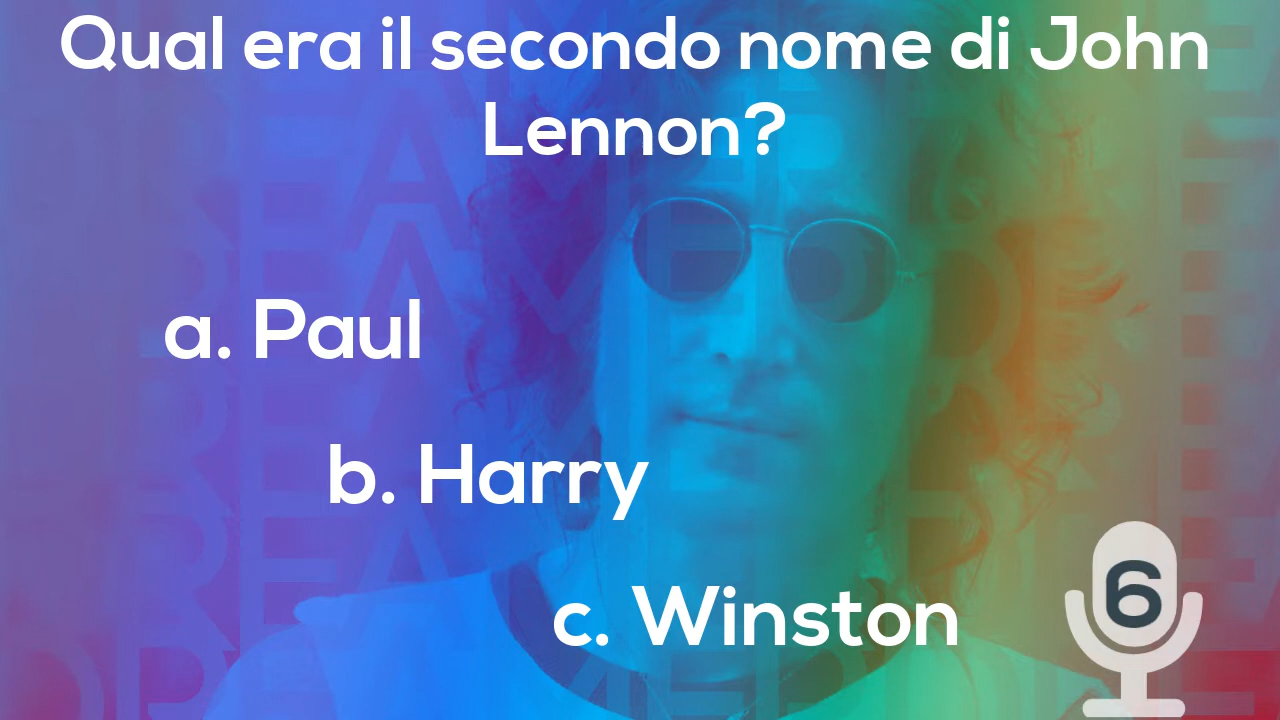 Qual era il secondo nome di John
Lennon?
a. Paul
b. Harry
c. Winston
6